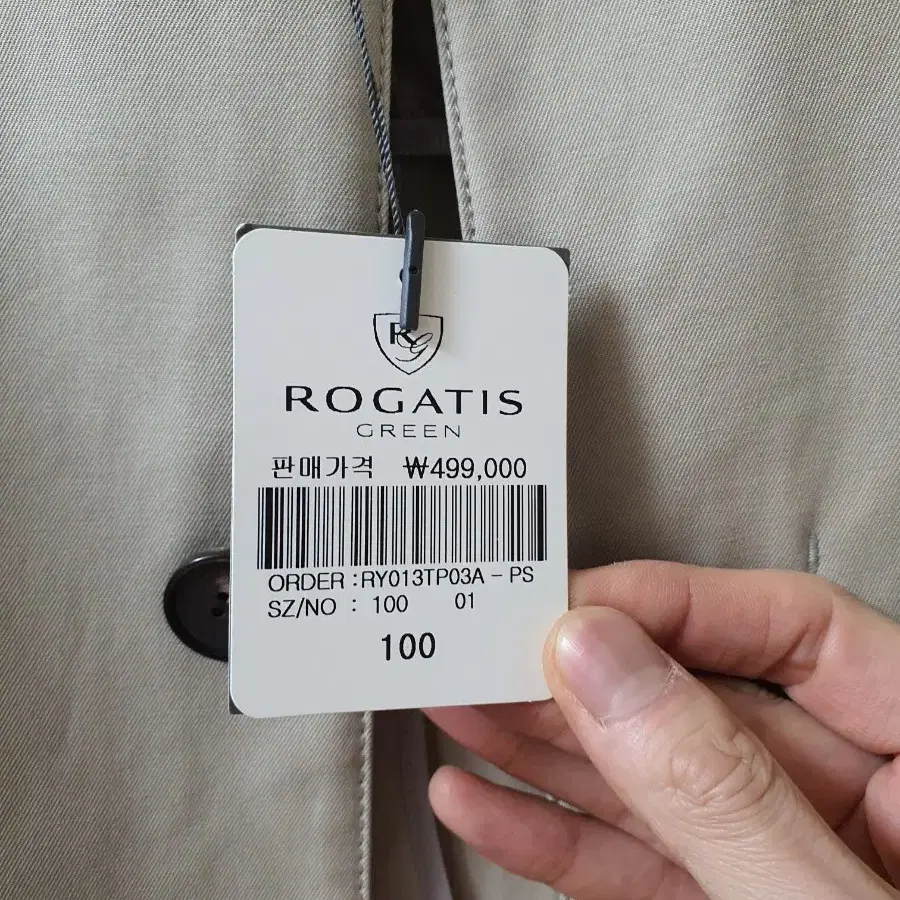 RG
ROGATIS
GREEN
판매가격 ₩499,000
ORDER :RY013TP03A - PS
SZ/NO : 100 01
100